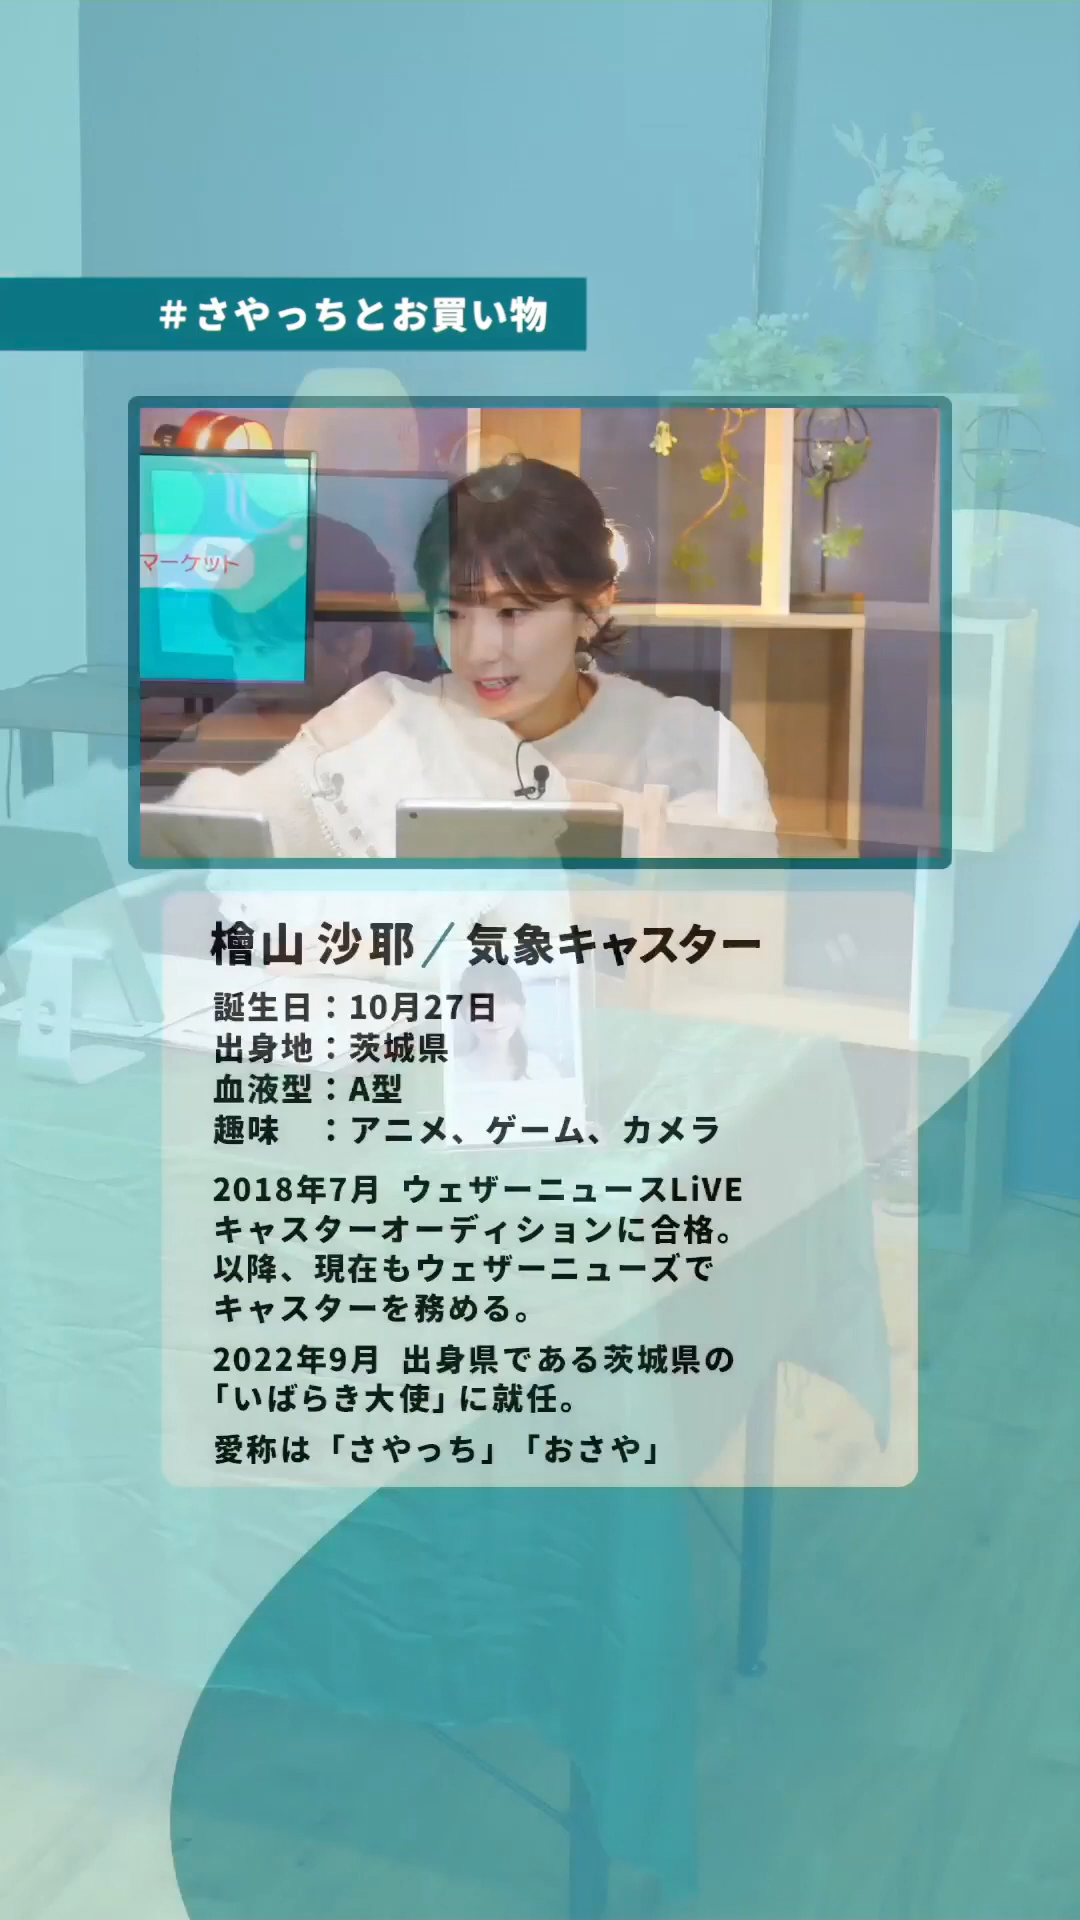 #さやっちとお買い物
マーケット
檜山 沙耶/気象キャスター
誕生日:10月27日
出身地:茨城県
血液型:A型
趣味 :アニメ、ゲーム、カメラ
2018年7月 ウェザーニュースLiVE
キャスターオーディションに合格。
以降、現在もウェザーニューズで
キャスターを務める。
2022年9月 出身県である茨城県の
「いばらき大使」に就任。
愛称は「さやっち」「おさや」